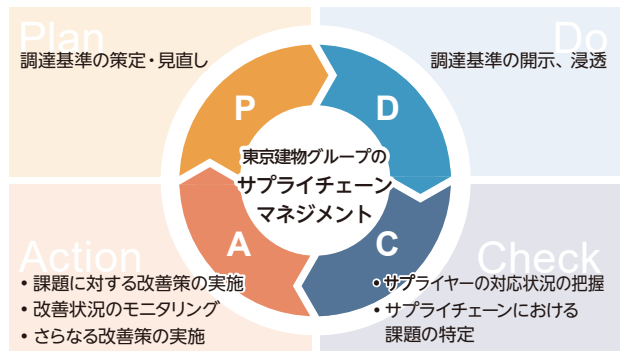 Plan
調達基準の策定・見直し
Do
調達基準の開示、浸透
P
D
東京建物グループの
サプライチェーン
マネジメント
A
C
Action
• 課題に対する改善策の実施
• 改善状況のモニタリング
• さらなる改善策の実施
Check
• サプライヤーの対応状況の把握
• サプライチェーンにおける
課題の特定